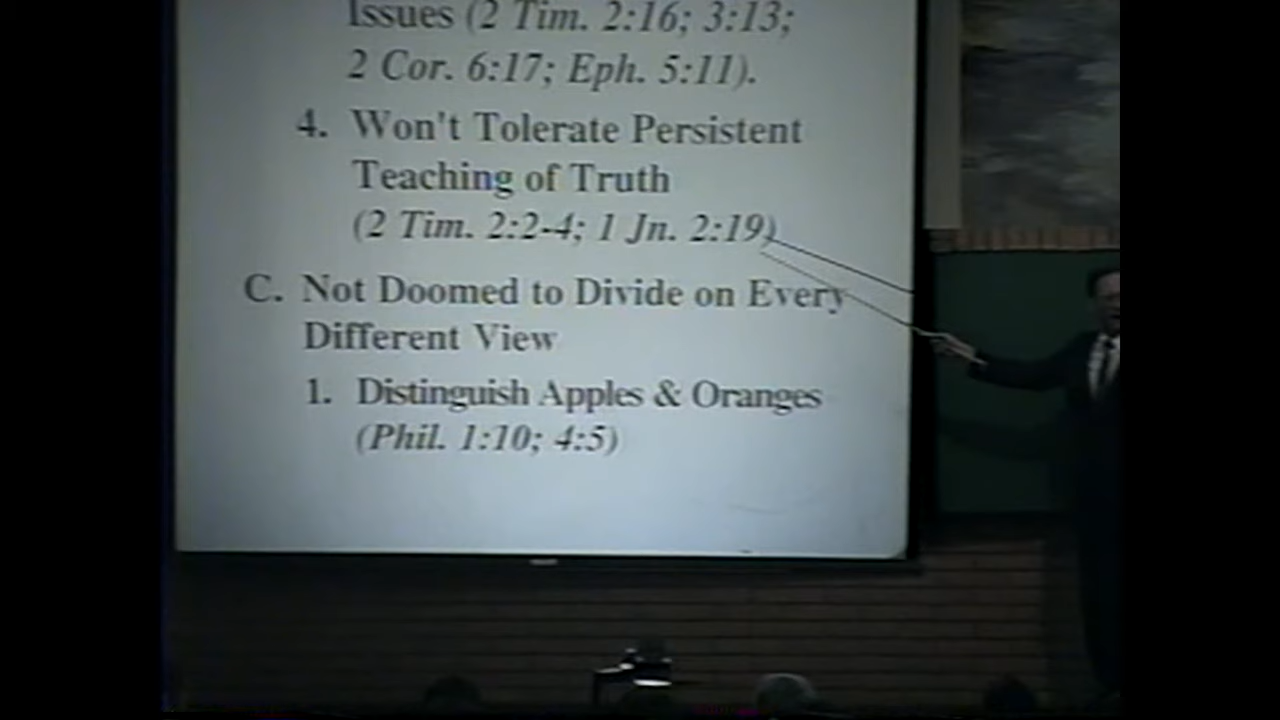 Issues (2 Tim. 2:16; 3:13;
2 Cor. 6:17; Eph. 5:11).
4. Won't Tolerate Persistent
Teaching of Truth
(2 Tim. 2:2-4; 1 Jn. 2:19)
C. Not Doomed to Divide on Every
Different View
1. Distinguish Apples & Oranges
(Phil. 1:10; 4:5)